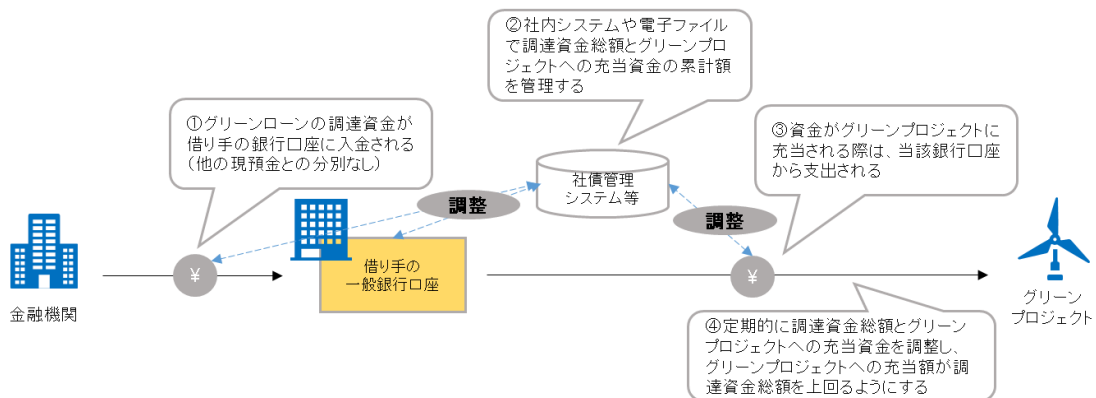 ②社内システムや電子ファイル
で調達資金総額とグリーンプロ
ジェクトへの充当資金の累計額
を管理する
①グリーンローンの調達資金が
借り手の銀行口座に入金される
（他の現預金との分別なし）
③資金がグリーンプロジェクトに
充当される際は、当該銀行口座
から支出される
社債管理
システム等
調整
調整
¥
借り手の
一般銀行口座
¥
金融機関
グリーン
プロジェクト
④定期的に調達資金総額とグリーン
プロジェクトへの充当資金を調整し、
グリーンプロジェクトへの充当額が調
達資金総額を上回るようにする